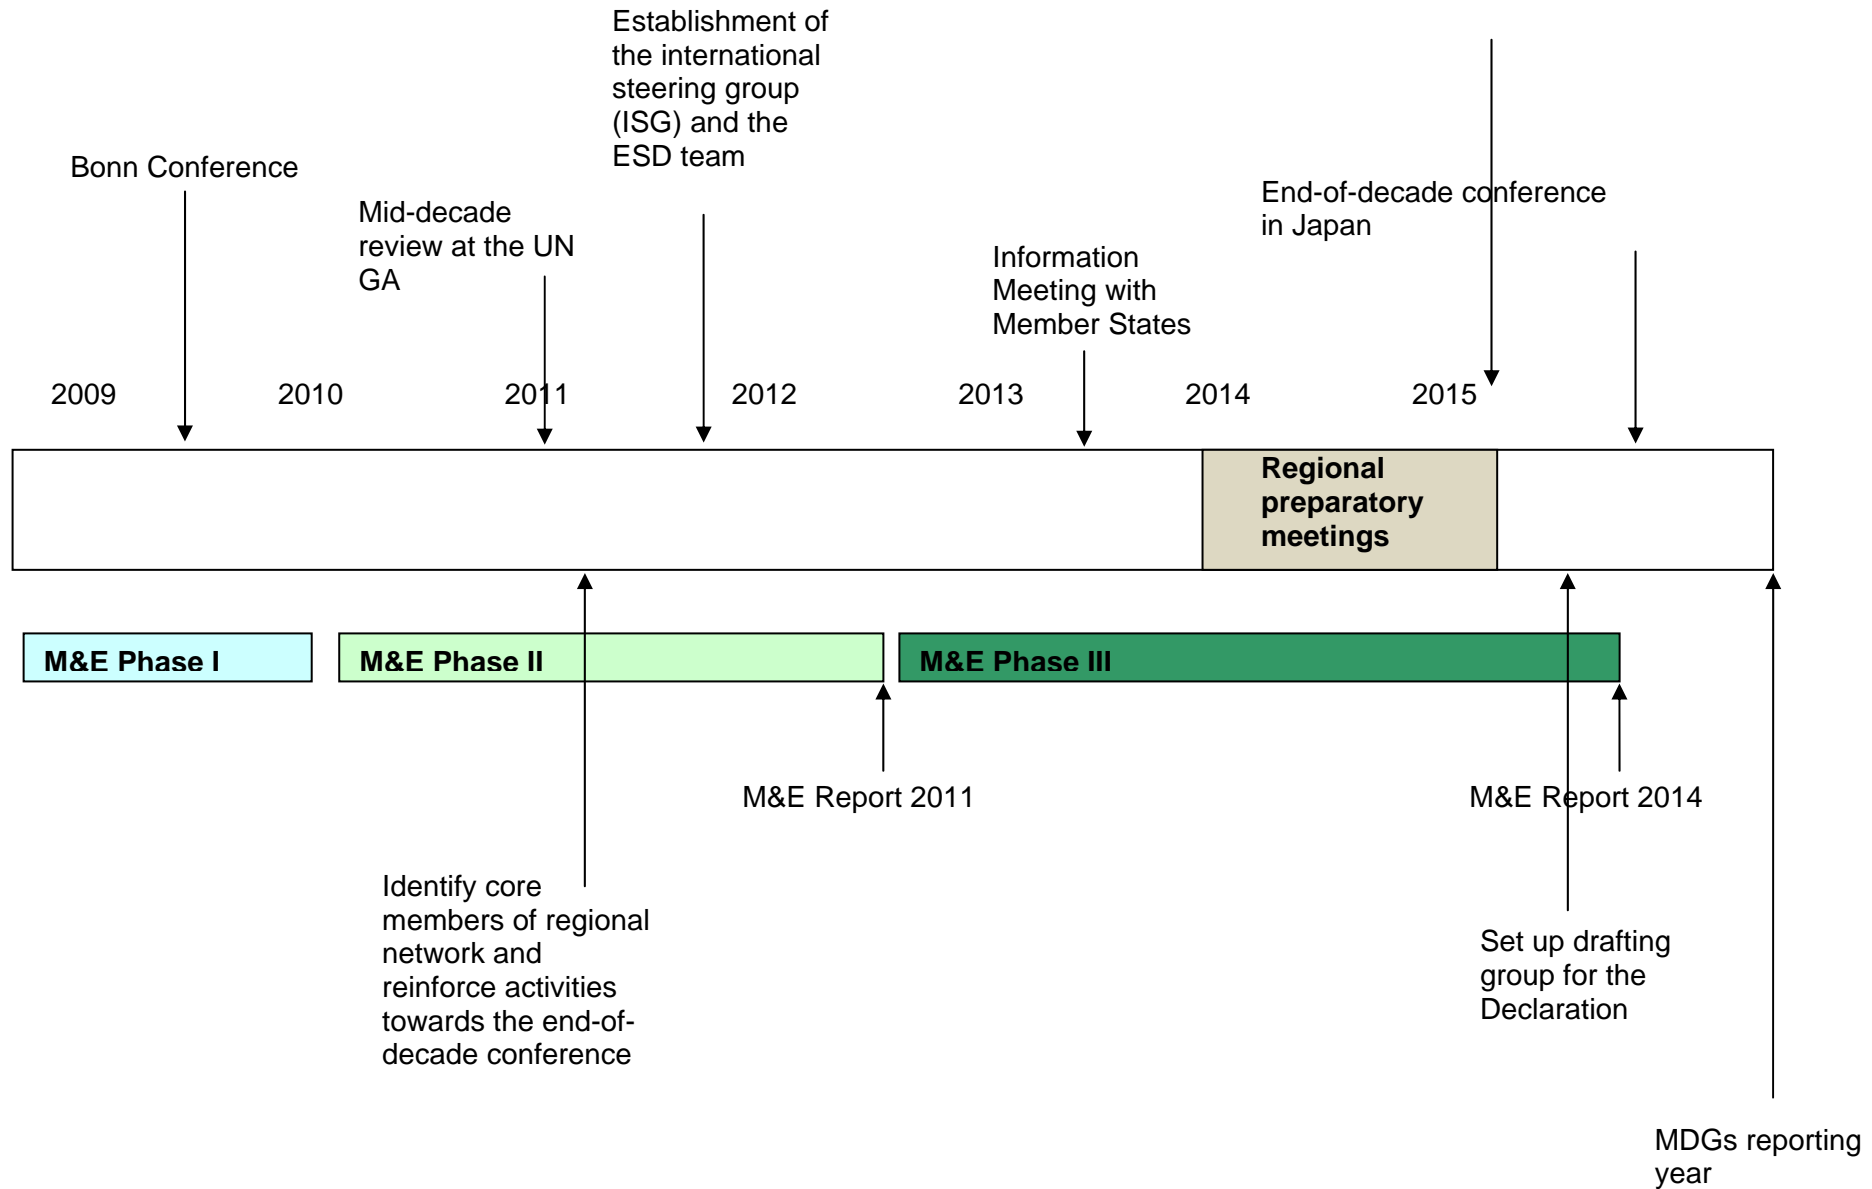 Establishment of
the international
steering group
(ISG) and the
ESD team
Bonn Conference
Mid-decade
review at the UN
GA
Information
Meeting with
Member States
End-of-decade conference
in Japan
2009 2010 2011 2012 2013 2014 2015
Regional
preparatory
meetings
M&E Phase I
M&E Phase II
M&E Phase III
M&E Report 2011
M&E Report 2014
Identify core
members of regional
network and
reinforce activities
towards the end-of-
decade conference
Set up drafting
group for the
Declaration
MDGs reporting
year